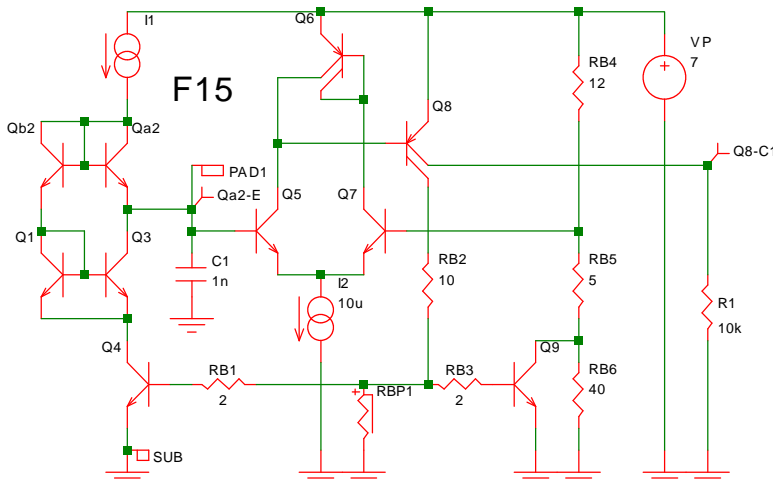 I1
Q6
VP
7
RB4
12
F15
Qb2
Qa2
Q8
PAD1
Q8-C1
Qa2-E
Q5
Q7
Q1
Q3
C1
1n
I2
10u
RB2
10
RB5
5
R1
10k
Q4
Q9
RB1
2
RBP1
RB3
2
RB6
40
SUB